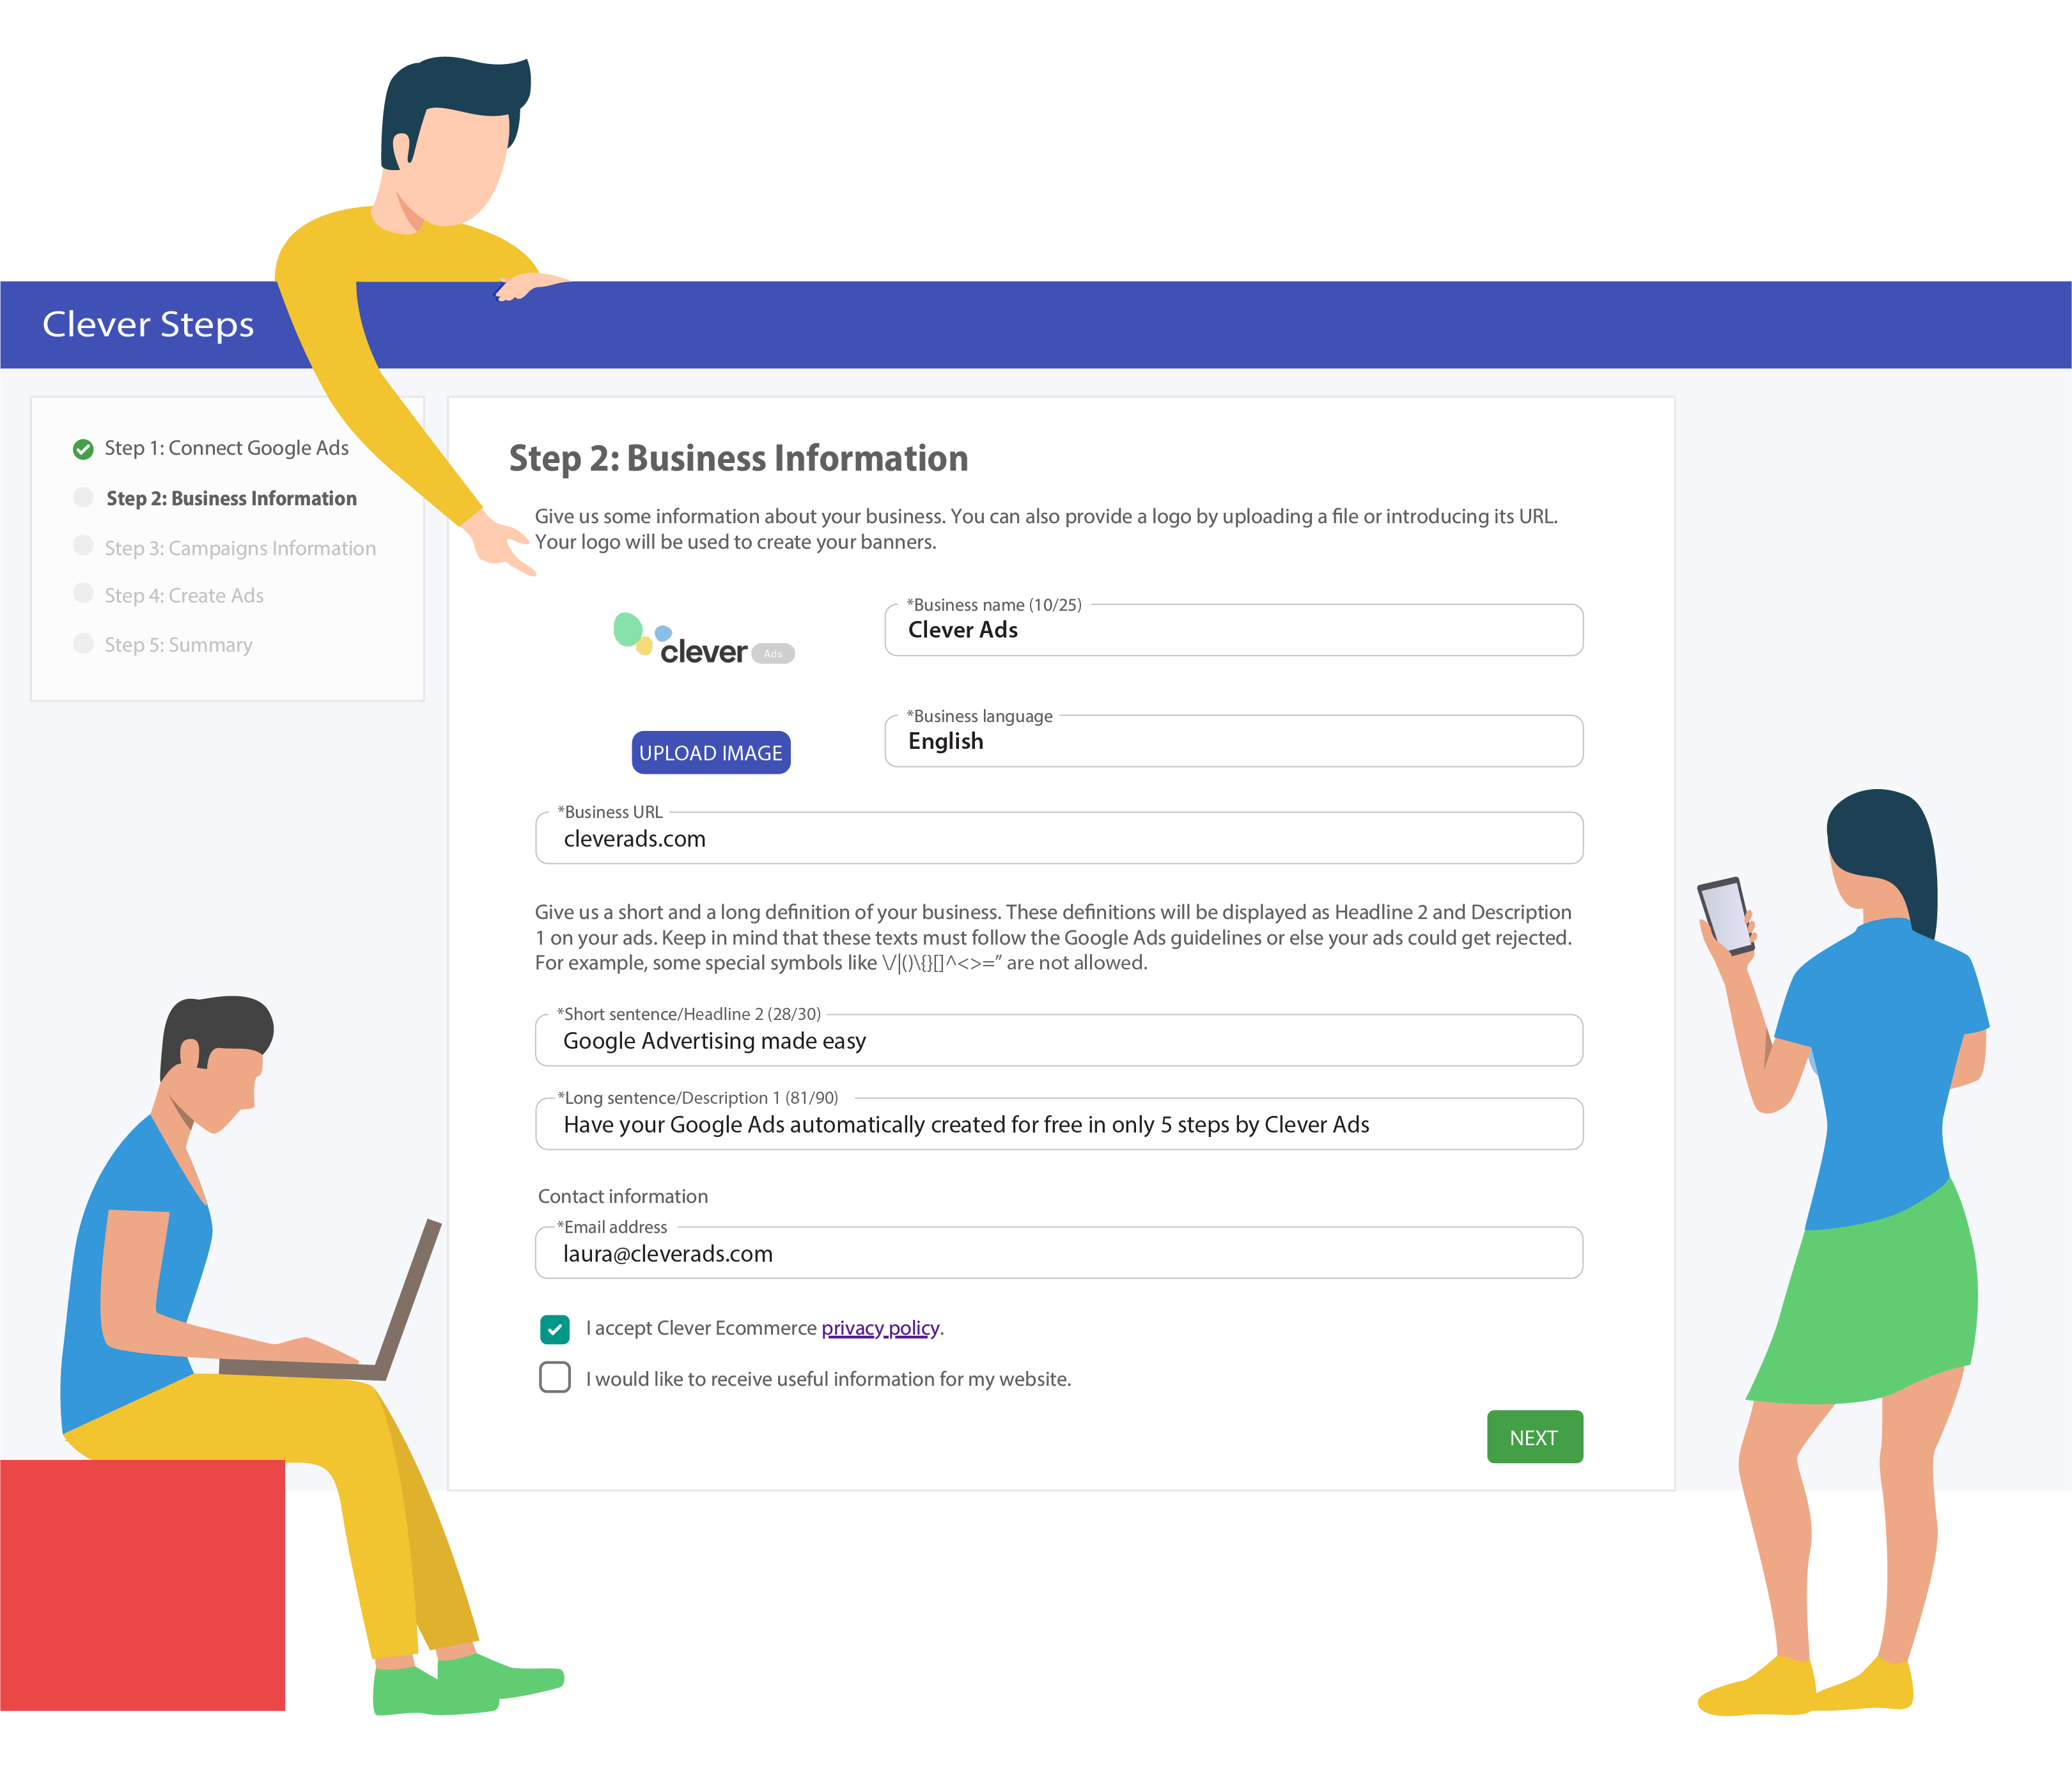 Clever Steps
Step 1: Connect Google Ads
Step 2: Business Information
Step 3: Campaigns Information
Step 4: Create Ads
Step 5: Summary
Step 2: Business Information
Give us some information about your business. You can also provide a logo by uploading a file or introducing its URL.
Your logo will be used to create your banners.
clever Ads
UPLOAD IMAGE
*Business name (10/25)
Clever Ads
*Business language
English
*Business URL
cleverads.com
Give us a short and a long definition of your business. These definitions will be displayed as Headline 2 and Description
1 on your ads. Keep in mind that these texts must follow the Google Ads guidelines or else your ads could get rejected.
For example, some special symbols like \/|()\{}[]^<>=” are not allowed.
*Short sentence/Headline 2 (28/30)
Google Advertising made easy
*Long sentence/Description 1 (81/90)
Have your Google Ads automatically created for free in only 5 steps by Clever Ads
Contact information
*Email address
laura@cleverads.com
I accept Clever Ecommerce privacy policy.
I would like to receive useful information for my website.
NEXT